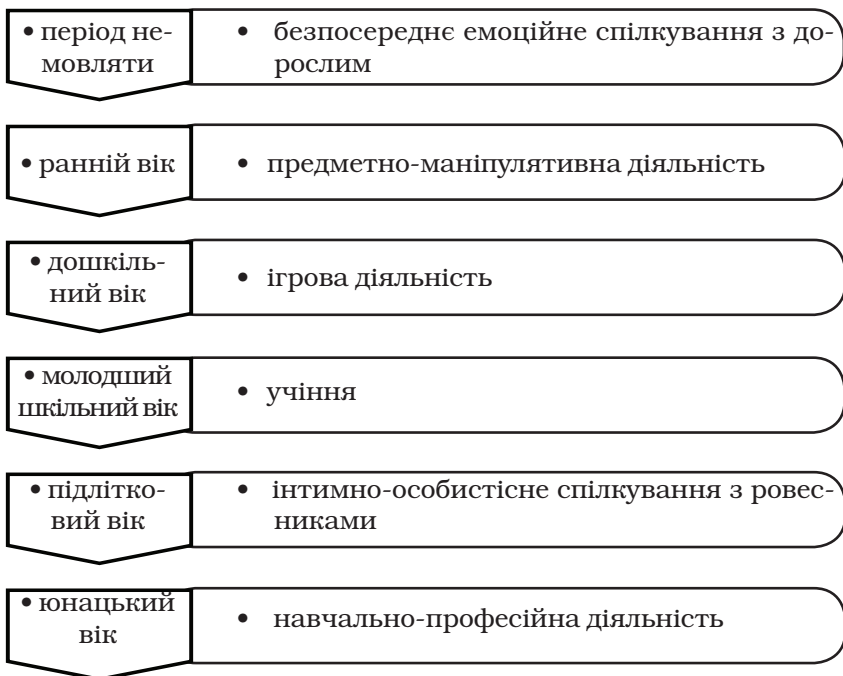 • період не-
мовляти
• безпосереднє емоційне спілкування з до-
рослим
• ранній вік
• предметно-маніпулятивна діяльність
• дошкіль-
ний вік
• ігрова діяльність
• молодший
шкільний вік
• учіння
• підлітко-
вий вік
• інтимно-особистісне спілкування з ровес-
никами
• юнацький
вік
• навчально-професійна діяльність